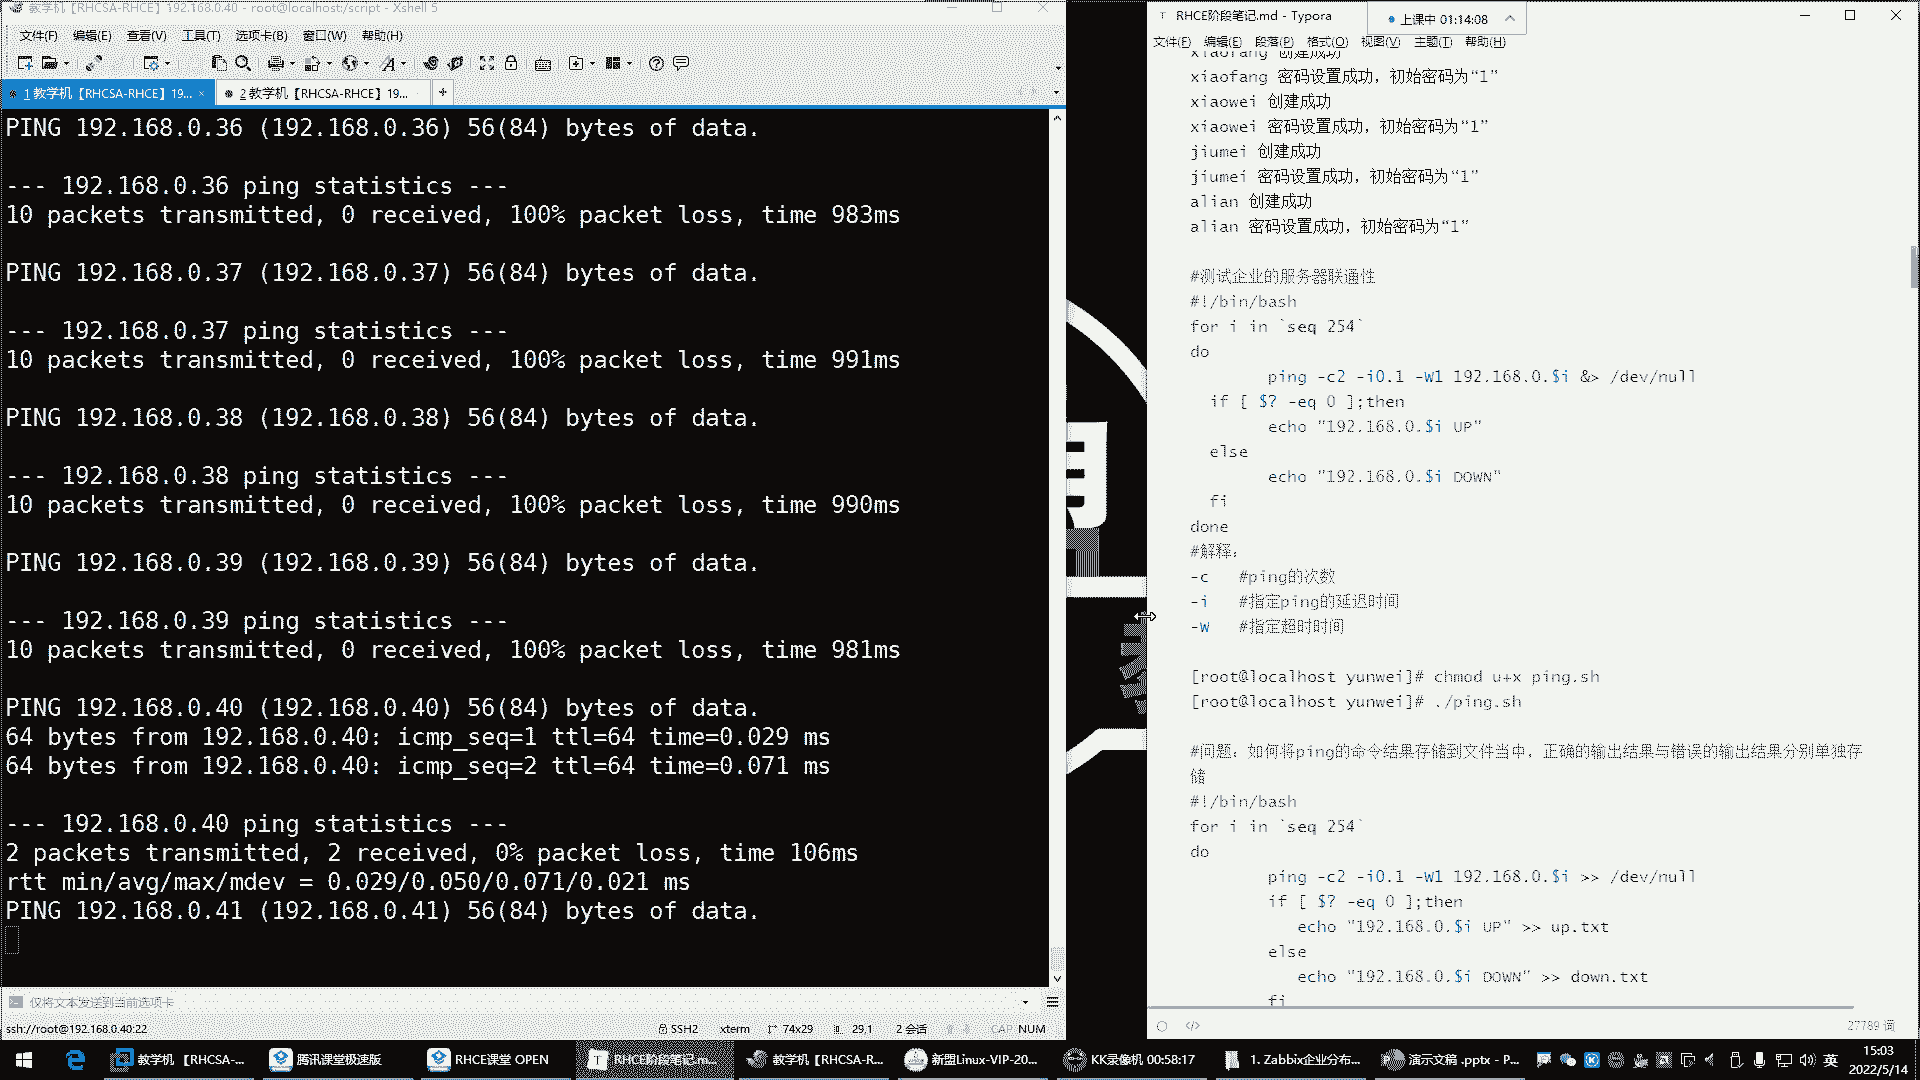 教学机【RHCSA-RHCE】192.168.0.40 - root@localhost:/script - Xshell 5
文件(F) 编辑(E) 查看(V) 工具(T) 选项卡(B) 窗口(W) 帮助(H)
1 教学机【RHCSA-RHCE】19... × 2 教学机【RHCSA-RHCE】19... +
PING 192.168.0.36 (192.168.0.36) 56(84) bytes of data.
--- 192.168.0.36 ping statistics ---
10 packets transmitted, 0 received, 100% packet loss, time 983ms
PING 192.168.0.37 (192.168.0.37) 56(84) bytes of data.
--- 192.168.0.37 ping statistics ---
10 packets transmitted, 0 received, 100% packet loss, time 991ms
PING 192.168.0.38 (192.168.0.38) 56(84) bytes of data.
--- 192.168.0.38 ping statistics ---
10 packets transmitted, 0 received, 100% packet loss, time 990ms
PING 192.168.0.39 (192.168.0.39) 56(84) bytes of data.
--- 192.168.0.39 ping statistics ---
10 packets transmitted, 0 received, 100% packet loss, time 981ms
PING 192.168.0.40 (192.168.0.40) 56(84) bytes of data.
64 bytes from 192.168.0.40: icmp_seq=1 ttl=64 time=0.029 ms
64 bytes from 192.168.0.40: icmp_seq=2 ttl=64 time=0.071 ms
--- 192.168.0.40 ping statistics ---
2 packets transmitted, 2 received, 0% packet loss, time 106ms
rtt min/avg/max/mdev = 0.029/0.050/0.071/0.021 ms
PING 192.168.0.41 (192.168.0.41) 56(84) bytes of data.
仅将文本发送到当前选项卡
ssh://root@192.168.0.40:22 SSH2 xterm 74x29 29,1 2 会话 CAP NUM
RHCE阶段笔记.md - Typora
上课中 01:14:08
文件(F) 编辑(E) 段落(P) 格式(O) 视图(V) 主题(T) 帮助(H)
xiaofang 创建成功
xiaofang 密码设置成功，初始密码为“1”
xiaowei 创建成功
xiaowei 密码设置成功，初始密码为“1”
jiumei 创建成功
jiumei 密码设置成功，初始密码为“1”
alian 创建成功
alian 密码设置成功，初始密码为“1”
#测试企业的服务器联通性
#!/bin/bash
for i in `seq 254`
do
ping -c2 -i0.1 -W1 192.168.0.$i &> /dev/null
if [ $? -eq 0 ];then
echo "192.168.0.$i UP"
else
echo "192.168.0.$i DOWN"
fi
done
#解释：
-c #ping的次数
-i #指定ping的延迟时间
-W #指定超时时间
[root@localhost yunwei]# chmod u+x ping.sh
[root@localhost yunwei]# ./ping.sh
#问题：如何将ping的命令结果存储到文件当中，正确的输出结果与错误的输出结果分别单独存
储
#!/bin/bash
for i in `seq 254`
do
ping -c2 -i0.1 -W1 192.168.0.$i >> /dev/null
if [ $? -eq 0 ];then
echo "192.168.0.$i UP" >> up.txt
else
echo "192.168.0.$i DOWN" >> down.txt
fi
27789 词
教学机 【RHCSA-... 腾讯课堂极速版 RHCE课堂 OPEN RHCE阶段笔记.m... 教学机【RHCSA-R... 新盟Linux-VIP-20... KK录像机 00:58:17 1. Zabbix企业分布... 演示文稿 .pptx - P... 英
15:03
2022/5/14